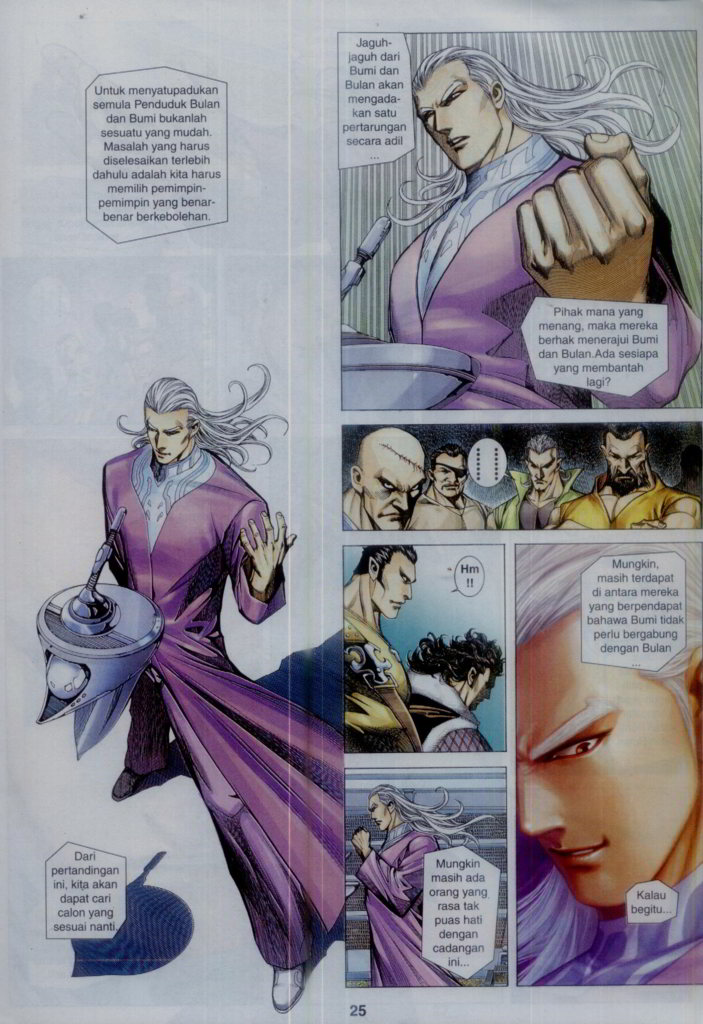 Untuk menyatupadukan
semula Penduduk Bulan
dan Bumi bukanlah
sesuatu yang mudah.
Masalah yang harus
diselesaikan terlebih
dahulu adalah kita harus
memilih pemimpin-
pemimpin yang benar-
benar berkebolehan.
Dari
pertandingan
ini, kita akan
dapat cari
calon yang
sesuai nanti.
Jaguh-
jaguh dari
Bumi dan
Bulan akan
mengada-
kan satu
pertarungan
secara adil
...
Pihak mana yang
menang, maka mereka
berhak menerajui Bumi
dan Bulan.Ada sesiapa
yang membantah
lagi?
Hm
!!
Mungkin,
masih terdapat
di antara mereka
yang berpendapat
bahawa Bumi tidak
perlu bergabung
dengan Bulan
...
Mungkin
masih ada
orang yang
rasa tak
puas hati
dengan
cadangan
ini...
Kalau
begitu...
25